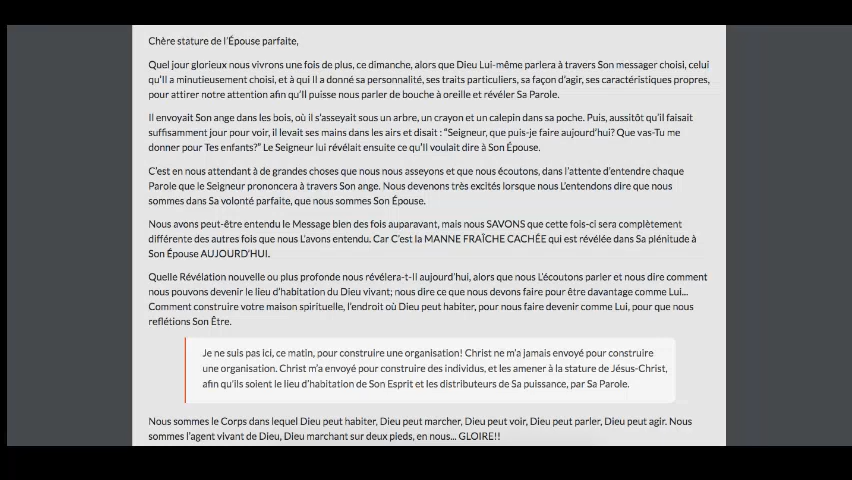 Chère stature de l'Épouse parfaite,
Quel jour glorieux nous vivrons une fois de plus, ce dimanche, alors que Dieu Lui-même parlera à travers Son messager choisi, celui
qu'Il a minutieusement choisi, et à qui Il a donné sa personnalité, ses traits particuliers, sa façon d'agir, ses caractéristiques propres,
pour attirer notre attention afin qu'Il puisse nous parler de bouche à oreille et révéler Sa Parole.
Il envoyait Son ange dans les bois, où il s'asseyait sous un arbre, un crayon et un calepin dans sa poche. Puis, aussitôt qu'il faisait
suffisamment jour pour voir, il levait ses mains dans les airs et disait : “Seigneur, que puis-je faire aujourd'hui? Que vas-Tu me
donner pour Tes enfants?” Le Seigneur lui révélait ensuite ce qu'Il voulait dire à Son Épouse.
C'est en nous attendant à de grandes choses que nous nous asseyons et que nous écoutons, dans l'attente d'entendre chaque
Parole que le Seigneur prononcera à travers Son ange. Nous devenons très excités lorsque nous L'entendons dire que nous
sommes dans Sa volonté parfaite, que nous sommes Son Épouse.
Nous avons peut-être entendu le Message bien des fois auparavant, mais nous SAVONS que cette fois-ci sera complètement
différente des autres fois que nous L'avons entendu. Car C'est la MANNE FRAÎCHE CACHÉE qui est révélée dans Sa plénitude à
Son Épouse AUJOURD'HUI.
Quelle Révélation nouvelle ou plus profonde nous révélera-t-Il aujourd'hui, alors que nous L'écoutons parler et nous dire comment
nous pouvons devenir le lieu d'habitation du Dieu vivant; nous dire ce que nous devons faire pour être davantage comme Lui...
Comment construire votre maison spirituelle, l'endroit où Dieu peut habiter, pour nous faire devenir comme Lui, pour que nous
reflétions Son Être.
Je ne suis pas ici, ce matin, pour construire une organisation! Christ ne m'a jamais envoyé pour construire
une organisation. Christ m'a envoyé pour construire des individus, et les amener à la stature de Jésus-Christ,
afin qu'ils soient le lieu d'habitation de Son Esprit et les distributeurs de Sa puissance, par Sa Parole.
Nous sommes le Corps dans lequel Dieu peut habiter, Dieu peut marcher, Dieu peut voir, Dieu peut parler, Dieu peut agir. Nous
sommes l'agent vivant de Dieu, Dieu marchant sur deux pieds, en nous... GLOIRE!!